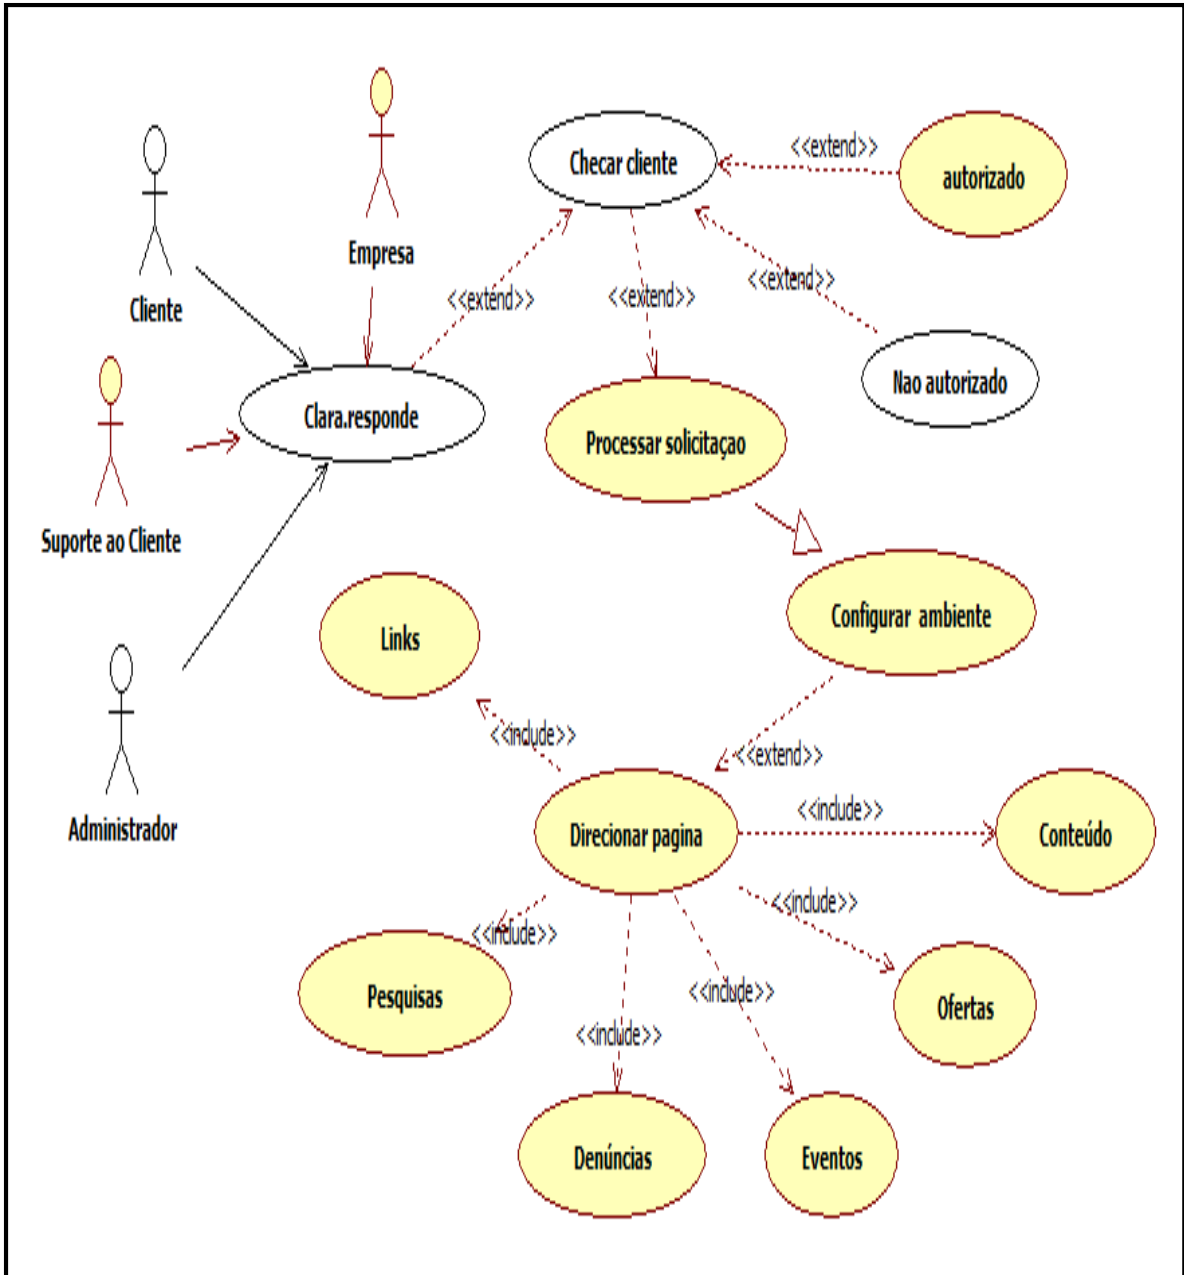 Checar cliente
<<extend>>
autorizado
Empresa
Cliente
<<extend>>
<<extend>>
<<extend>>
Nao autorizado
Clara.responde
Processar solicitaçao
Suporte ao Cliente
Configurar ambiente
Links
<<include>>
<<extend>>
Administrador
Direcionar pagina
<<include>>
Conteúdo
<<include>>
<<include>>
Pesquisas
<<include>>
Ofertas
<<include>>
Denúncias
Eventos